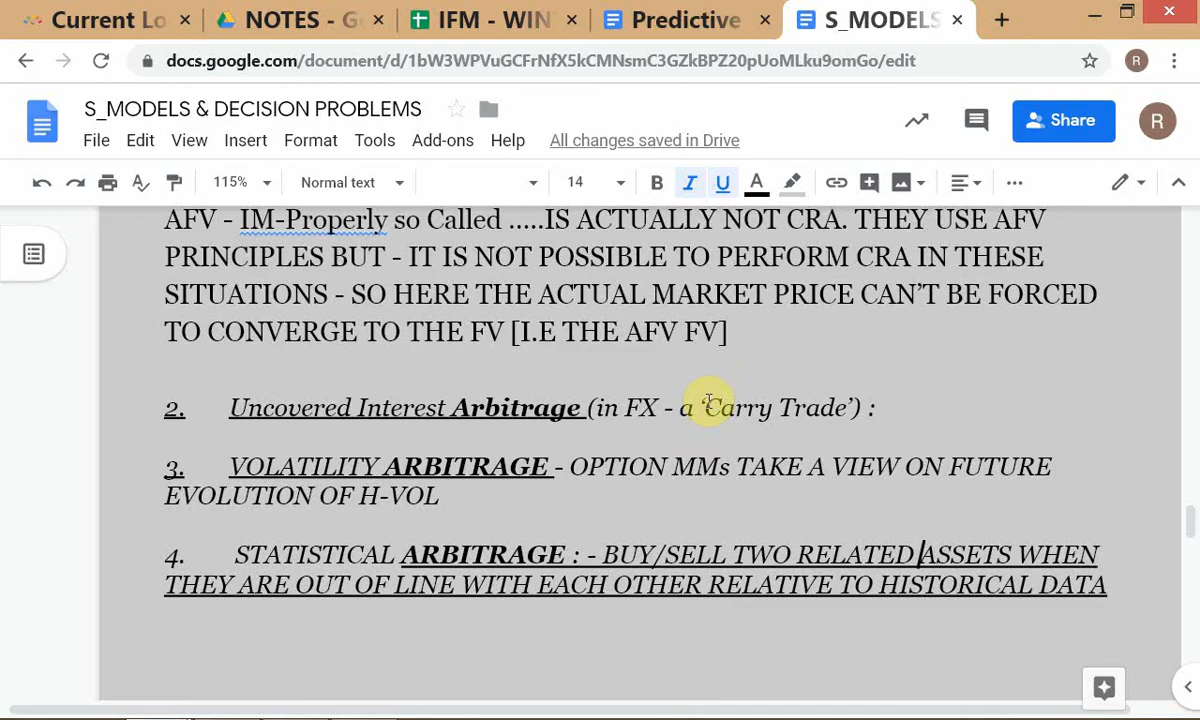 Current Lo
NOTES - G
IFM - WIN
Predictive
S_MODELS
docs.google.com/document/d/1bW3WPVuGCFrNfX5kCMNsmC3GZkBPZ20pUoMLku9omGo/edit
R
S_MODELS & DECISION PROBLEMS
File Edit View Insert Format Tools Add-ons Help All changes saved in Drive
Share
R
115% Normal text 14 B I U A
AFV - IM-Properly so Called .....IS ACTUALLY NOT CRA. THEY USE AFV
PRINCIPLES BUT - IT IS NOT POSSIBLE TO PERFORM CRA IN THESE
SITUATIONS - SO HERE THE ACTUAL MARKET PRICE CAN'T BE FORCED
TO CONVERGE TO THE FV [I.E THE AFV FV]
2. Uncovered Interest Arbitrage (in FX - a 'Carry Trade') :
3. VOLATILITY ARBITRAGE - OPTION MMs TAKE A VIEW ON FUTURE
EVOLUTION OF H-VOL
4. STATISTICAL ARBITRAGE : - BUY/SELL TWO RELATED ASSETS WHEN
THEY ARE OUT OF LINE WITH EACH OTHER RELATIVE TO HISTORICAL DATA